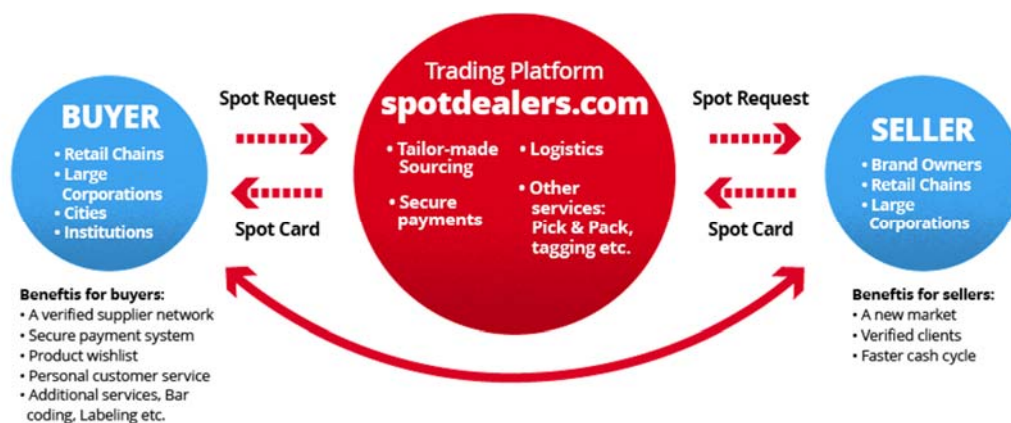 BUYER
• Retail Chains
• Large
Corporations
• Cities
• Institutions
Spot Request
Spot Card
Trading Platform
spotdealers.com
• Tailor-made
Sourcing
• Secure
payments
• Logistics
• Other
services:
Pick & Pack,
tagging etc.
Spot Request
Spot Card
SELLER
• Brand Owners
• Retail Chains
• Large
Corporations
Beneftis for buyers:
• A verified supplier network
• Secure payment system
• Product wishlist
• Personal customer service
• Additional services, Bar
coding, Labeling etc.
Beneftis for sellers:
• A new market
• Verified clients
• Faster cash cycle